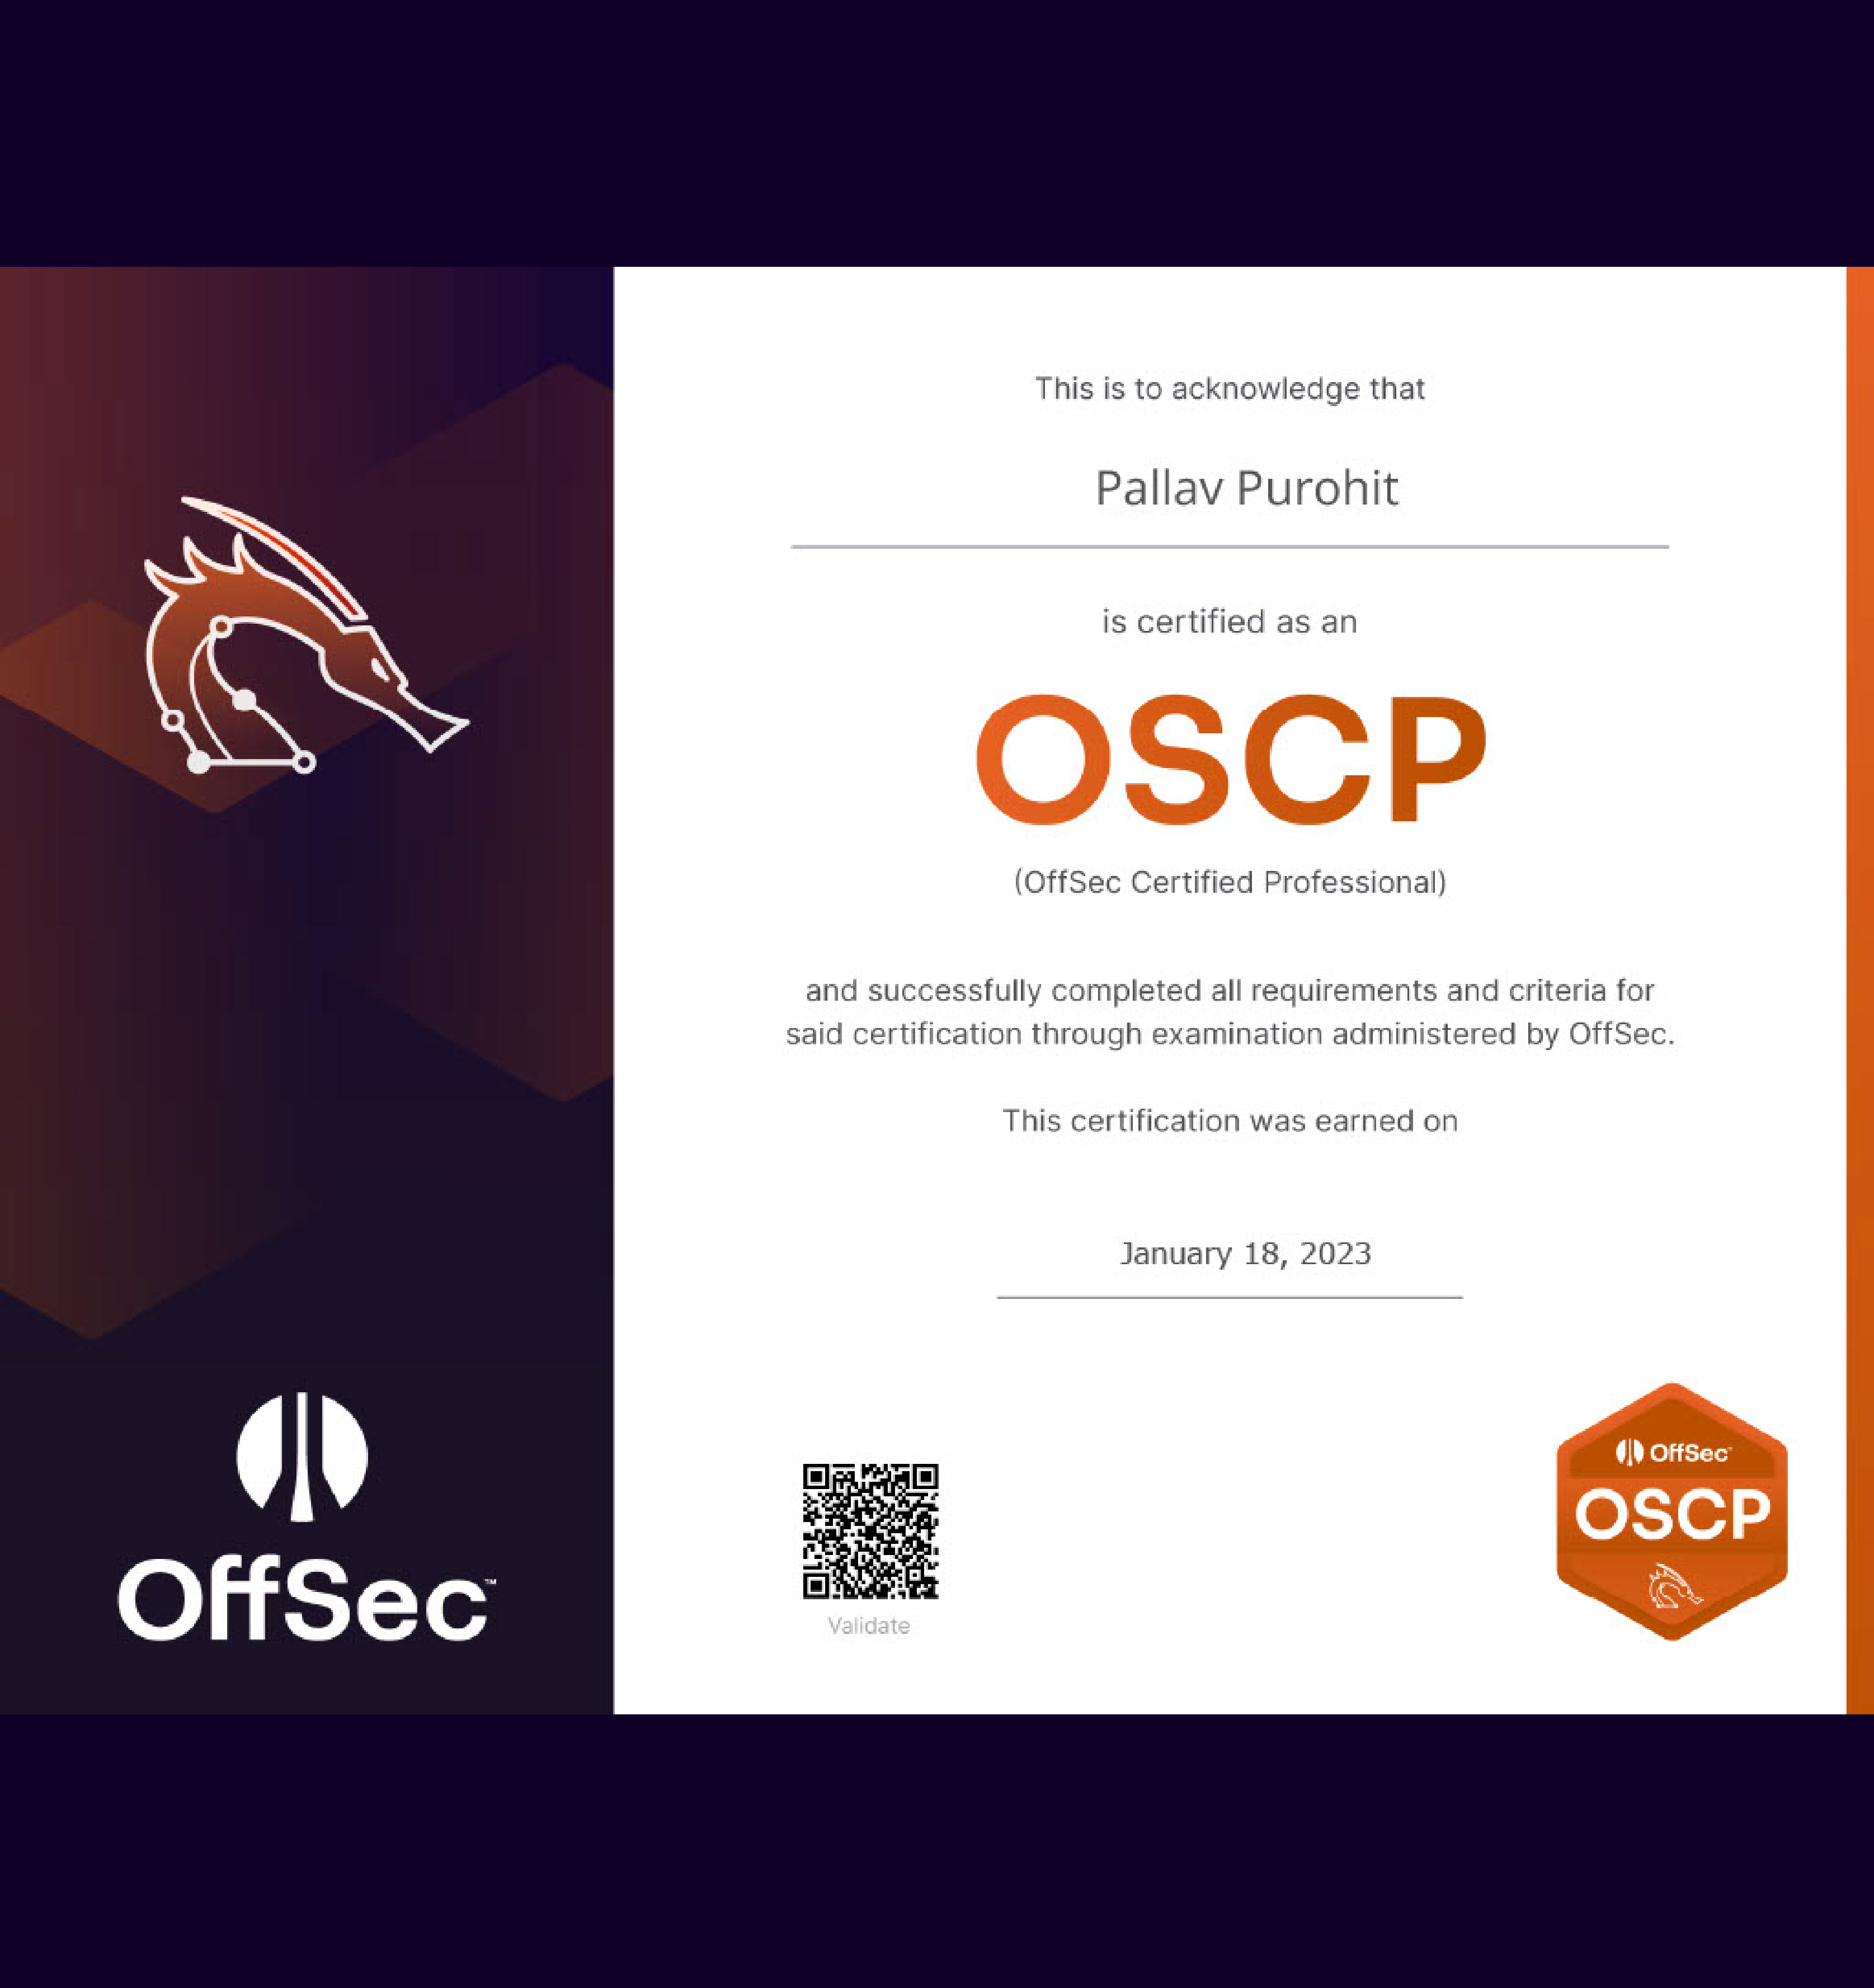 This is to acknowledge that
Pallav Purohit
is certified as an
OSCP
(OffSec Certified Professional)
and successfully completed all requirements and criteria for
said certification through examination administered by OffSec.
This certification was earned on
January 18, 2023
OffSec™
Validate
OffSec™
OSCP